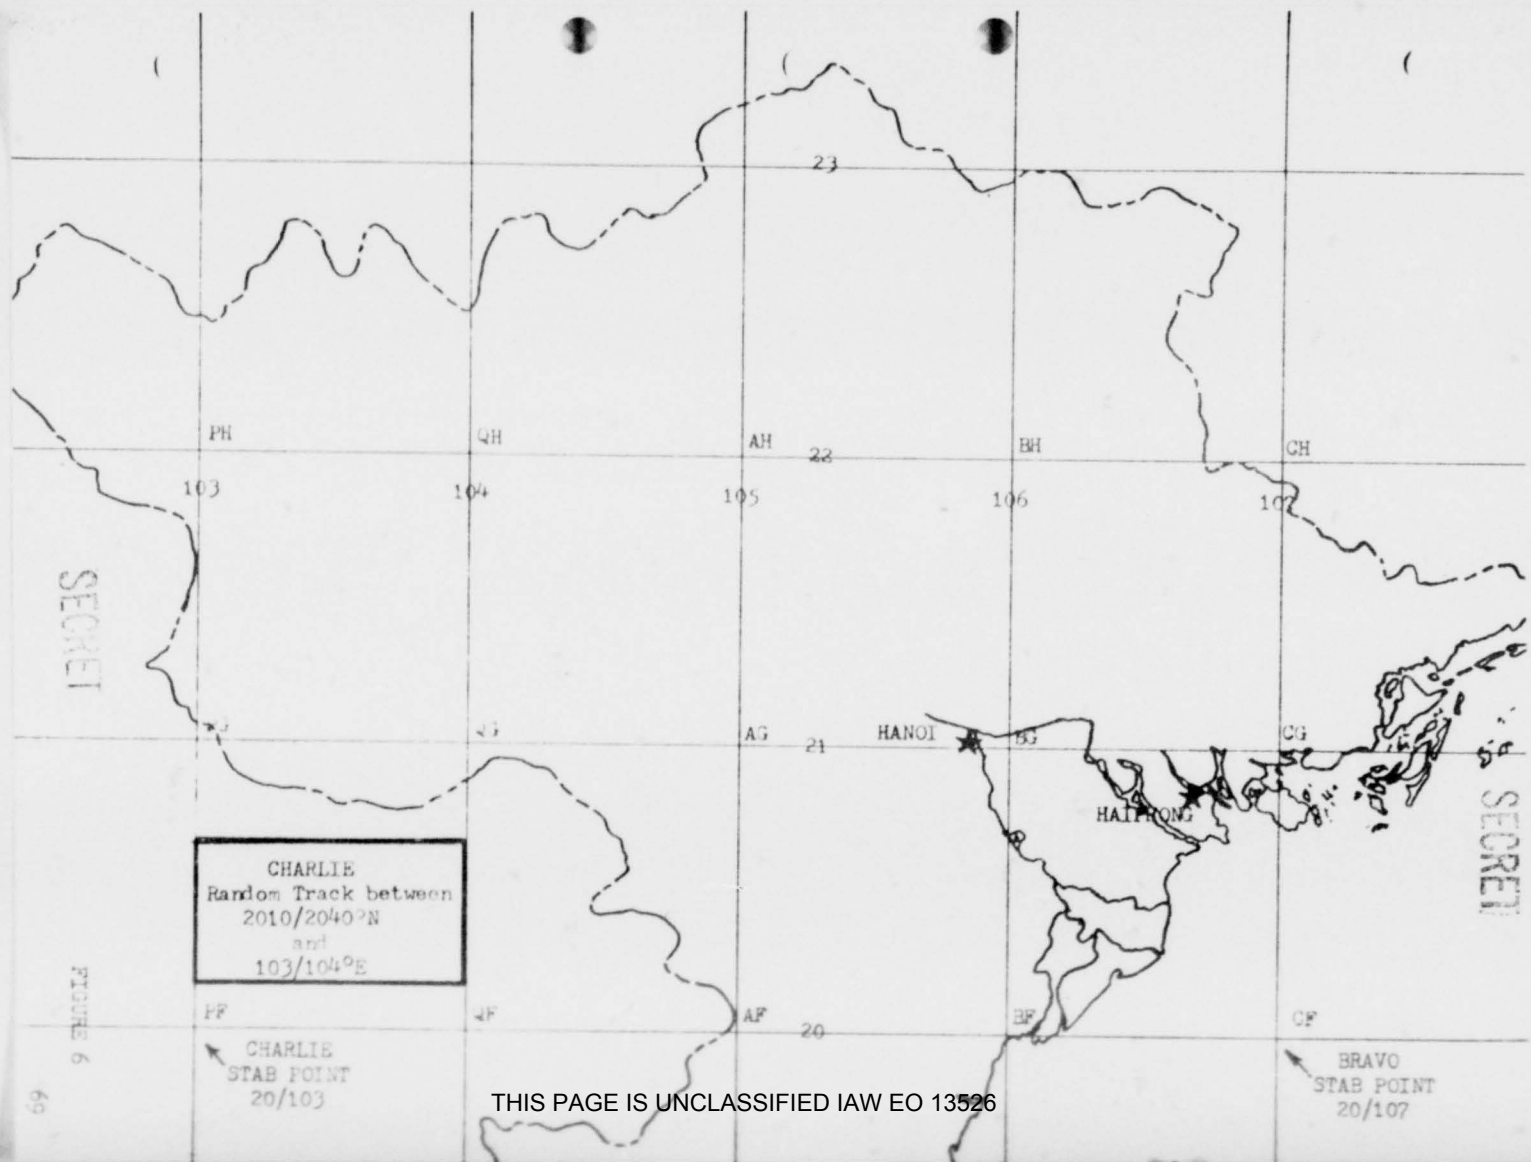 23
PH
QH
AH
22
BH
CH
103
104
105
106
107
SECRET
AG
21
HANOI
BG
CG
HAIPHONG
SECRET
CHARLIE
Random Track between
2010/2040°N
and
103/104°E
FIGURE 6
69
PF
QF
AF
20
BF
CF
CHARLIE
STAB POINT
20/103
BRAVO
STAB POINT
20/107
THIS PAGE IS UNCLASSIFIED IAW EO 13526